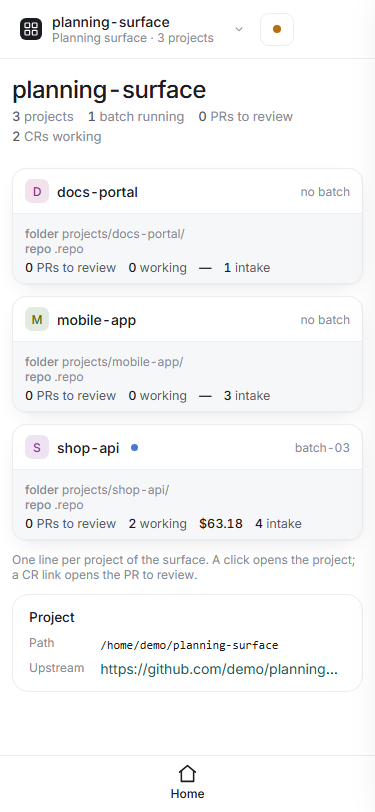 planning-surface
Planning surface · 3 projects
planning-surface
3 projects 1 batch running 0 PRs to review
2 CRs working
D docs-portal no batch
folder projects/docs-portal/
repo .repo
0 PRs to review 0 working — 1 intake
M mobile-app no batch
folder projects/mobile-app/
repo .repo
0 PRs to review 0 working — 3 intake
S shop-api batch-03
folder projects/shop-api/
repo .repo
0 PRs to review 2 working $63.18 4 intake
One line per project of the surface. A click opens the project;
a CR link opens the PR to review.
Project
Path /home/demo/planning-surface
Upstream https://github.com/demo/planning...
Home